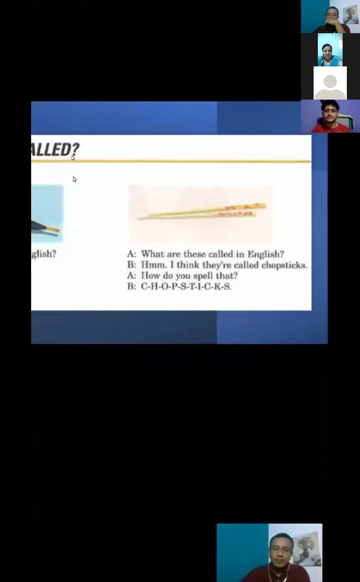 ALLED?
glish?
A: What are these called in English?
B: Hmm. I think they're called chopsticks.
A: How do you spell that?
B: C-H-O-P-S-T-I-C-K-S.